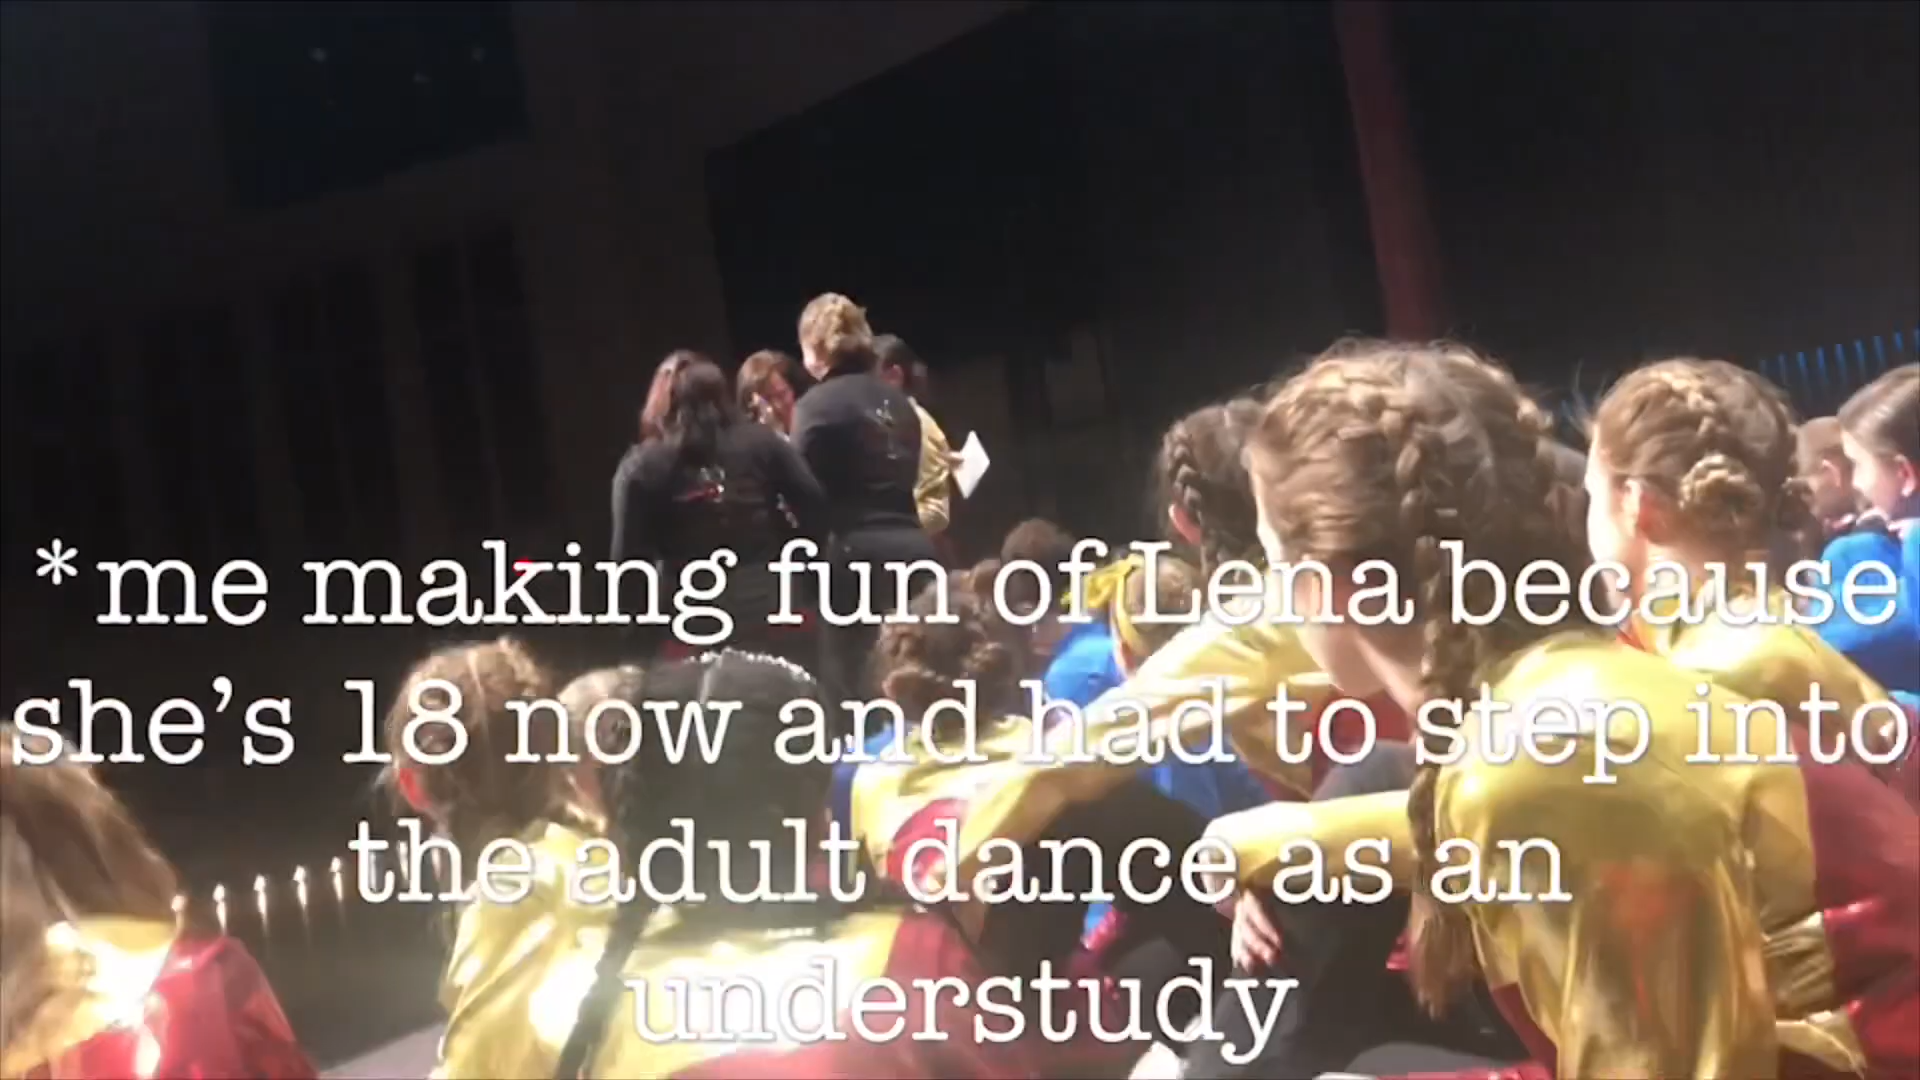 *me making fun of Lena because
she’s 18 now and had to step into
the adult dance as an
understudy